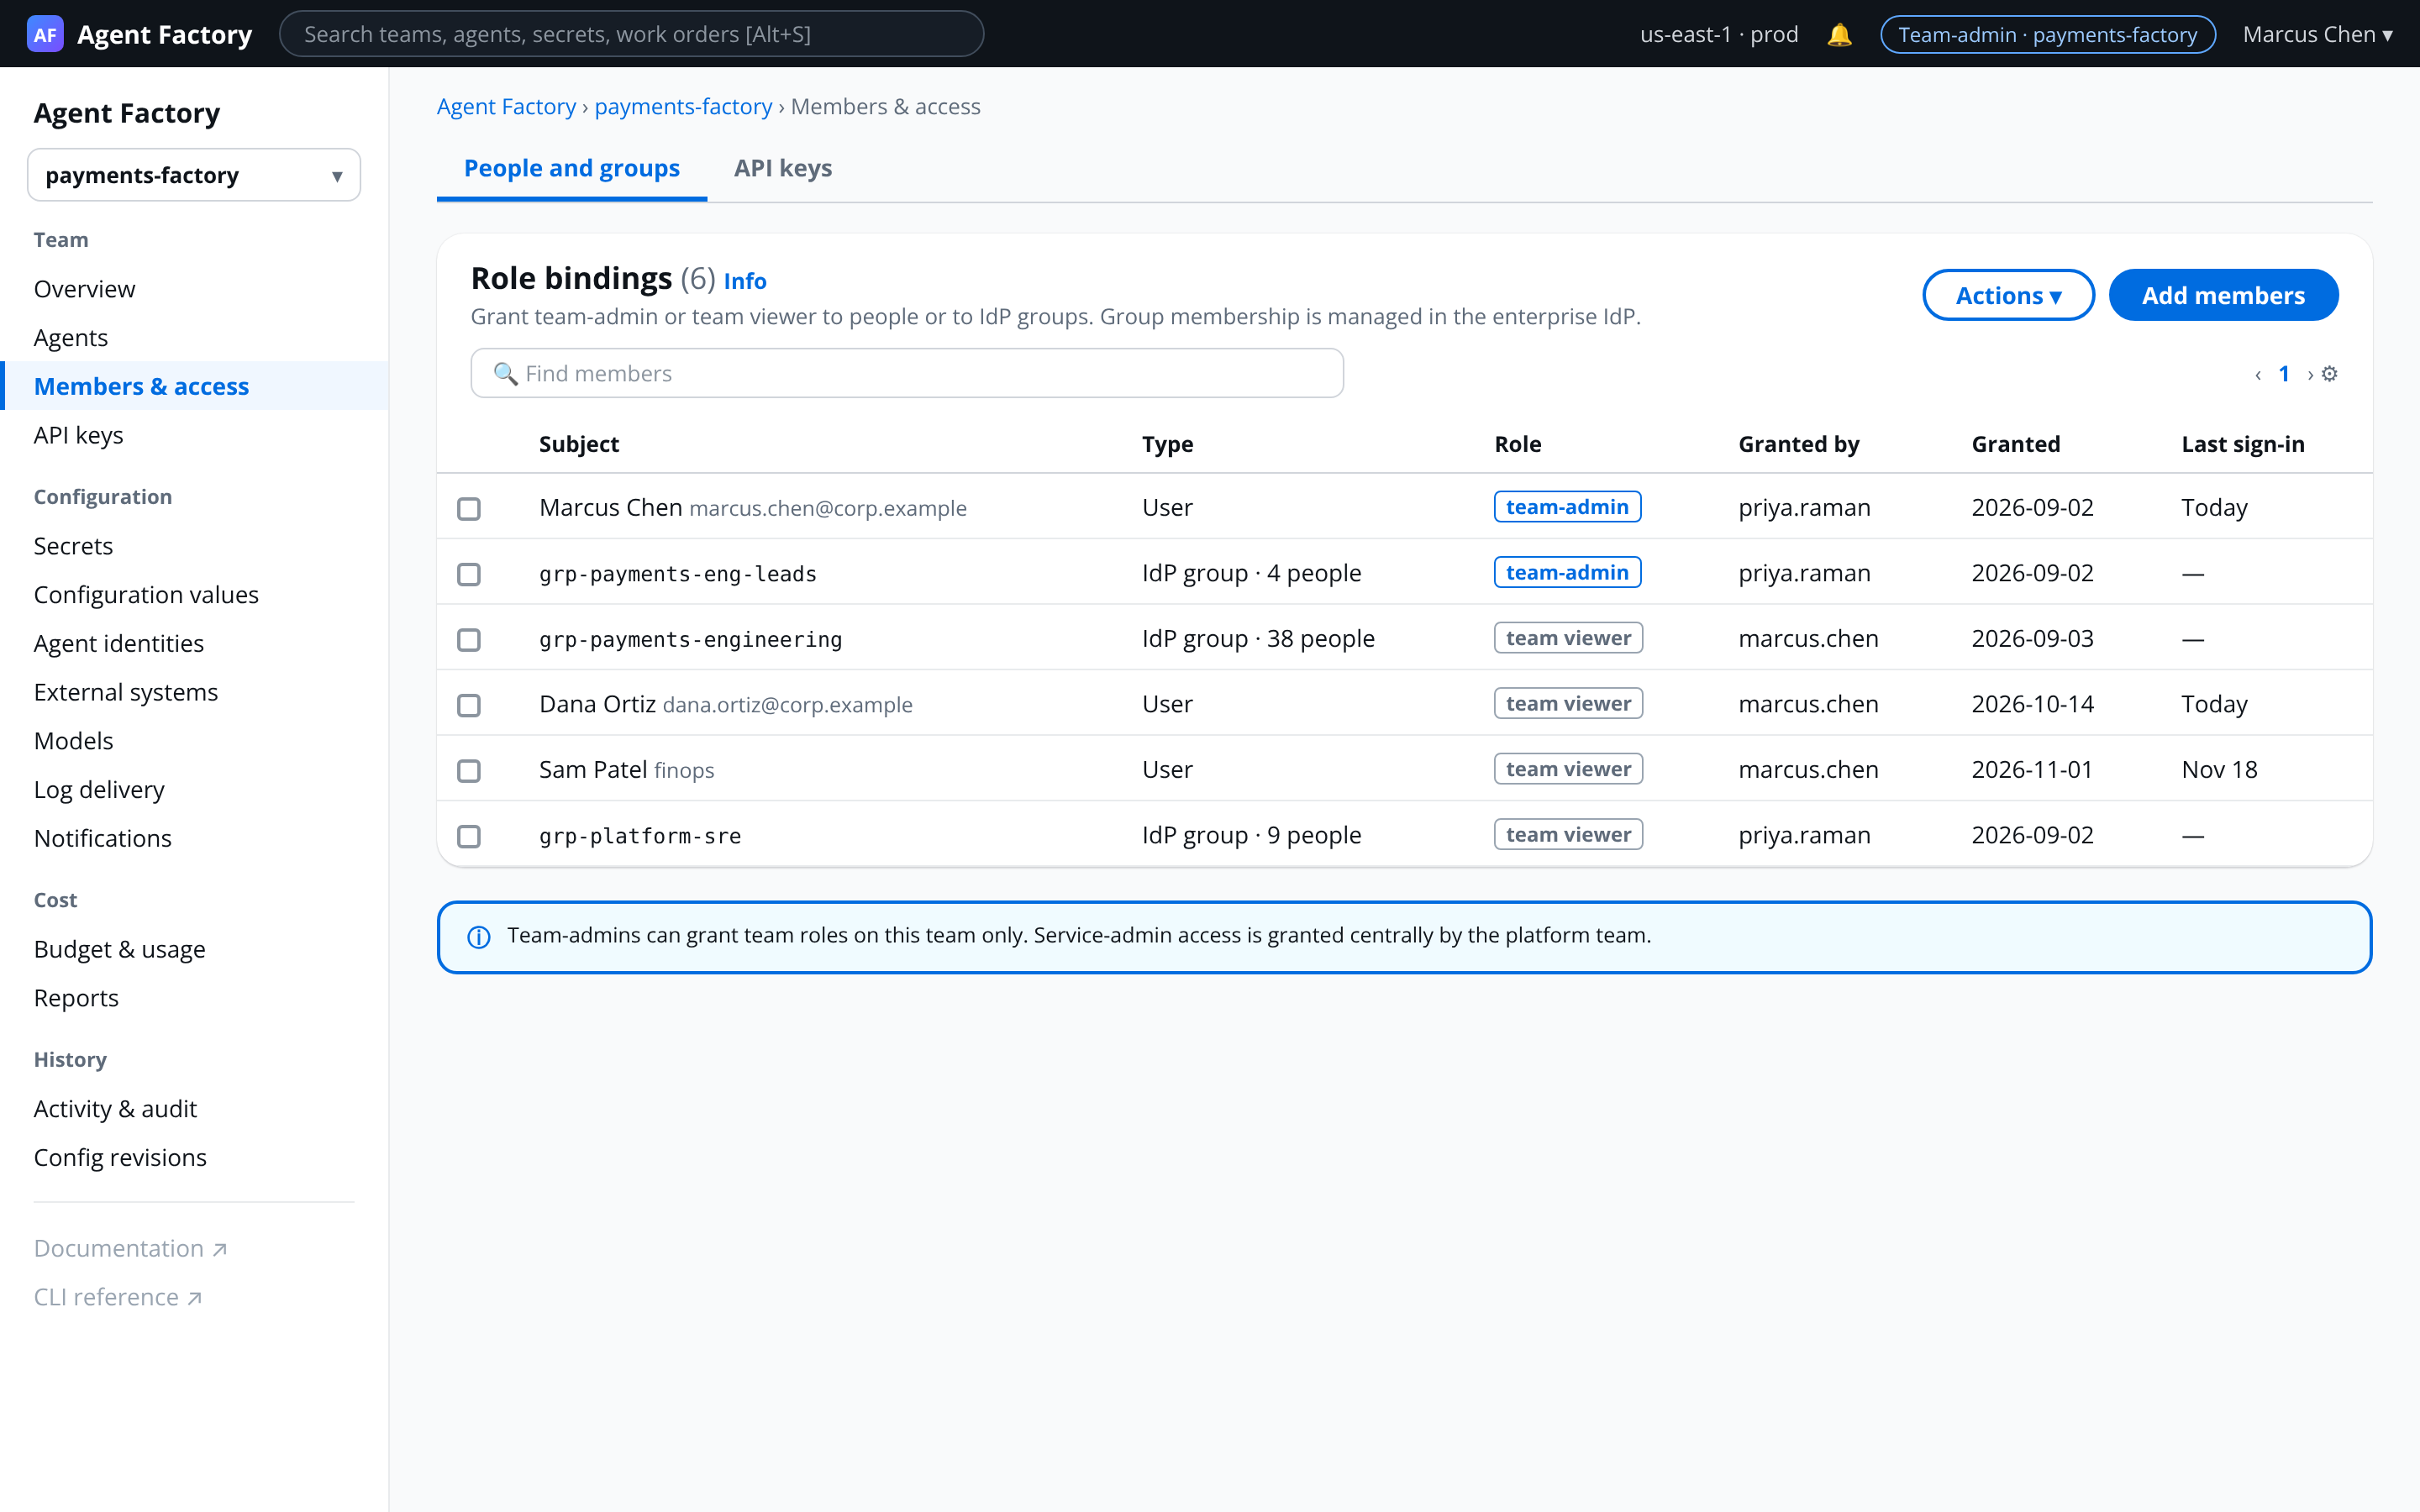 AF Agent Factory Search teams, agents, secrets, work orders [Alt+S] us-east-1 · prod 🔔 Team-admin · payments-factory Marcus Chen ▾
Agent Factory
payments-factory ▾
Team
Overview
Agents
Members & access
API keys
Configuration
Secrets
Configuration values
Agent identities
External systems
Models
Log delivery
Notifications
Cost
Budget & usage
Reports
History
Activity & audit
Config revisions
Documentation ↗
CLI reference ↗
Agent Factory › payments-factory › Members & access
People and groups API keys
Role bindings (6) Info
Grant team-admin or team viewer to people or to IdP groups. Group membership is managed in the enterprise IdP.
Actions ▾ Add members
🔍 Find members ‹ 1 › ⚙
Subject Type Role Granted by Granted Last sign-in
Marcus Chen marcus.chen@corp.example User team-admin priya.raman 2026-09-02 Today
grp-payments-eng-leads IdP group · 4 people team-admin priya.raman 2026-09-02 —
grp-payments-engineering IdP group · 38 people team viewer marcus.chen 2026-09-03 —
Dana Ortiz dana.ortiz@corp.example User team viewer marcus.chen 2026-10-14 Today
Sam Patel finops User team viewer marcus.chen 2026-11-01 Nov 18
grp-platform-sre IdP group · 9 people team viewer priya.raman 2026-09-02 —
ⓘ Team-admins can grant team roles on this team only. Service-admin access is granted centrally by the platform team.